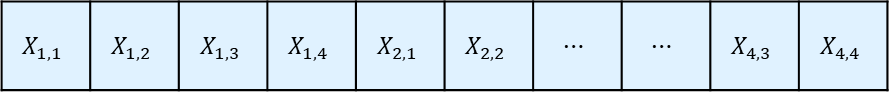 X1,1 X1,2 X1,3 X1,4 X2,1 X2,2 ... ... X4,3 X4,4